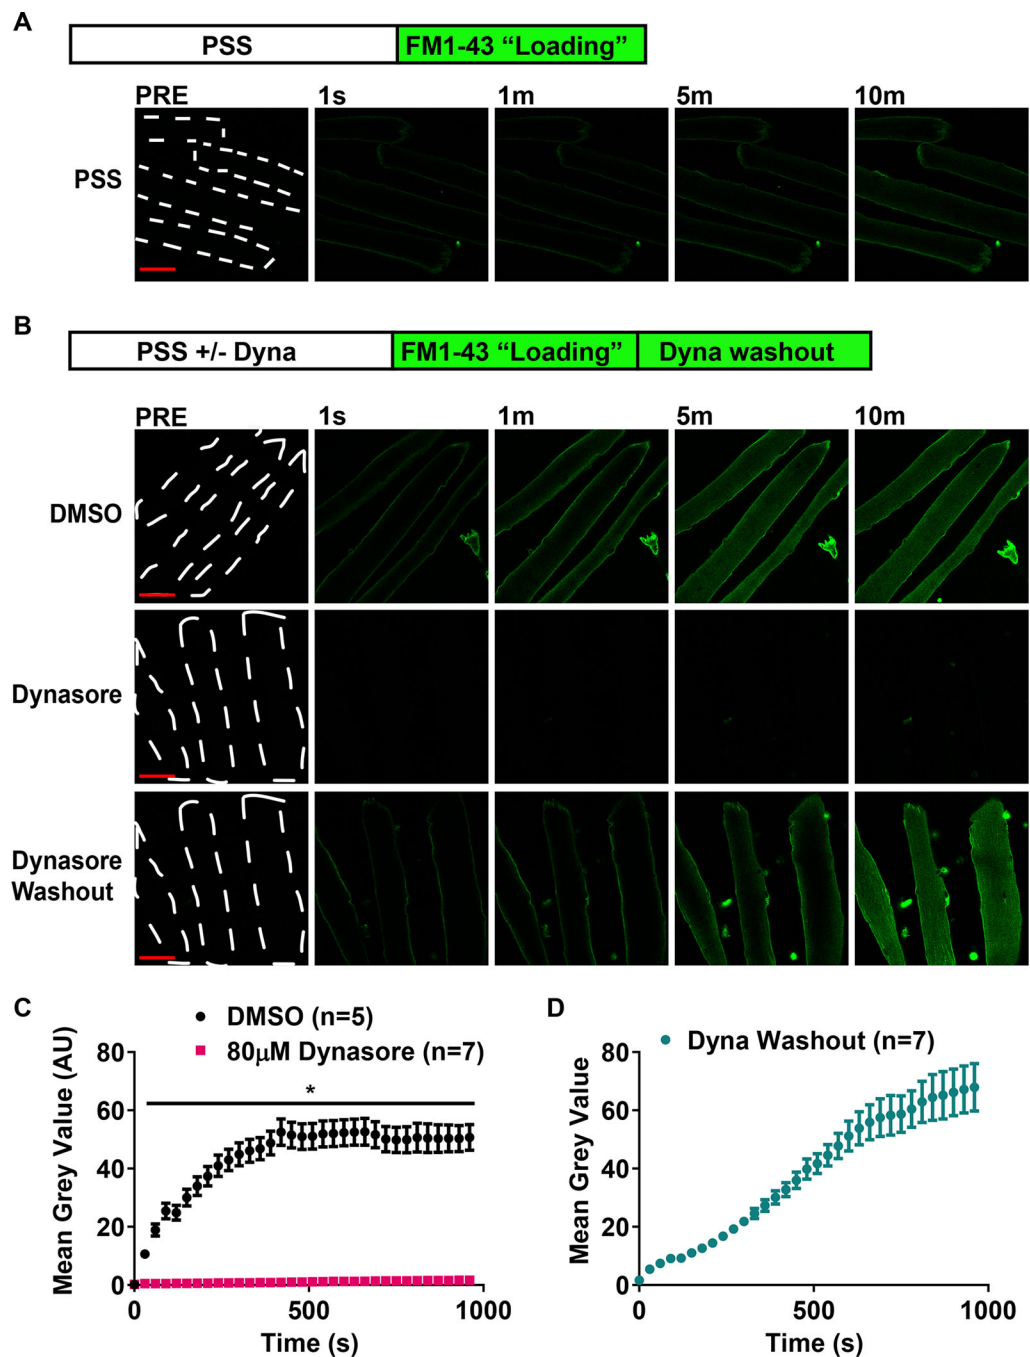 A
PSS
FM1-43 “Loading”
PRE
1s
1m
5m
10m
PSS
B
PSS +/- Dyna
FM1-43 “Loading”
Dyna washout
PRE
1s
1m
5m
10m
DMSO
Dynasore
Dynasore
Washout
C
DMSO (n=5)
80μM Dynasore (n=7)
*
Mean Grey Value (AU)
80
60
40
20
0
0
500
1000
Time (s)
D
Dyna Washout (n=7)
Mean Grey Value
80
60
40
20
0
0
500
1000
Time (s)